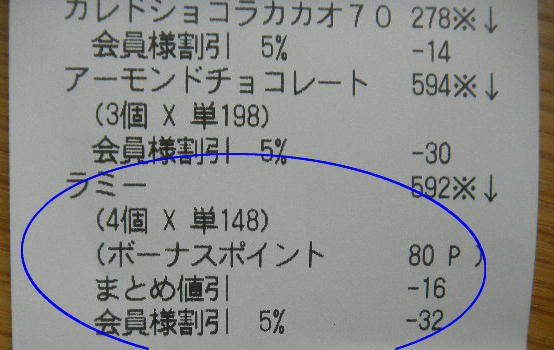 カレドショコラカカオ70 278※↓
会員様割引 5% -14
アーモンドチョコレート 594※↓
(3個 X 単198)
会員様割引 5% -30
ラミー 592※↓
(4個 X 単148)
(ボーナスポイント 80 P )
まとめ値引 -16
会員様割引 5% -32